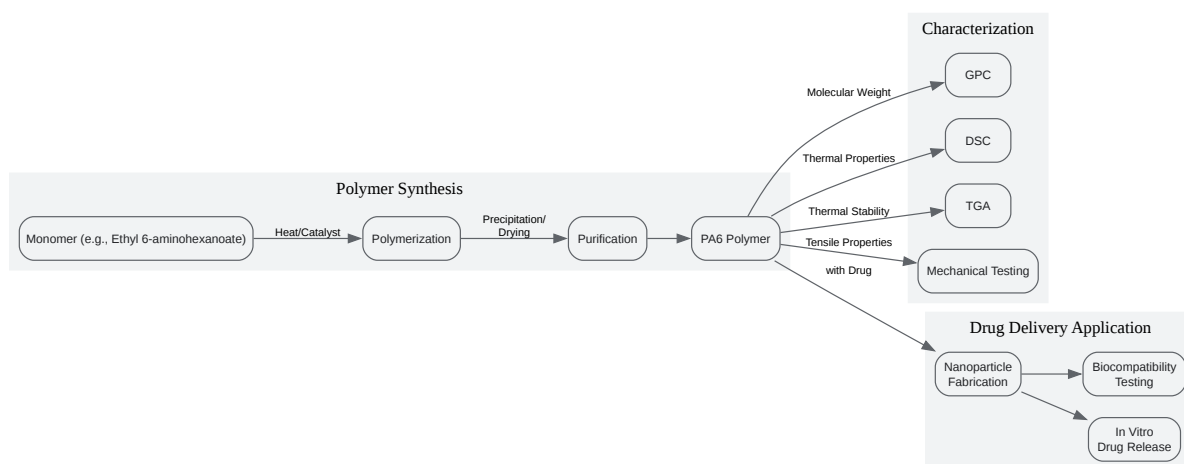 Characterization
GPC
Molecular Weight
DSC
Thermal Properties
Polymer Synthesis
TGA
Thermal Stability
Monomer (e.g., Ethyl 6-aminohexanoate)
Heat/Catalyst
Polymerization
Precipitation/
Drying
Purification
PA6 Polymer
Tensile Properties
with Drug
Mechanical Testing
Drug Delivery Application
Nanoparticle
Fabrication
Biocompatibility
Testing
In Vitro
Drug Release